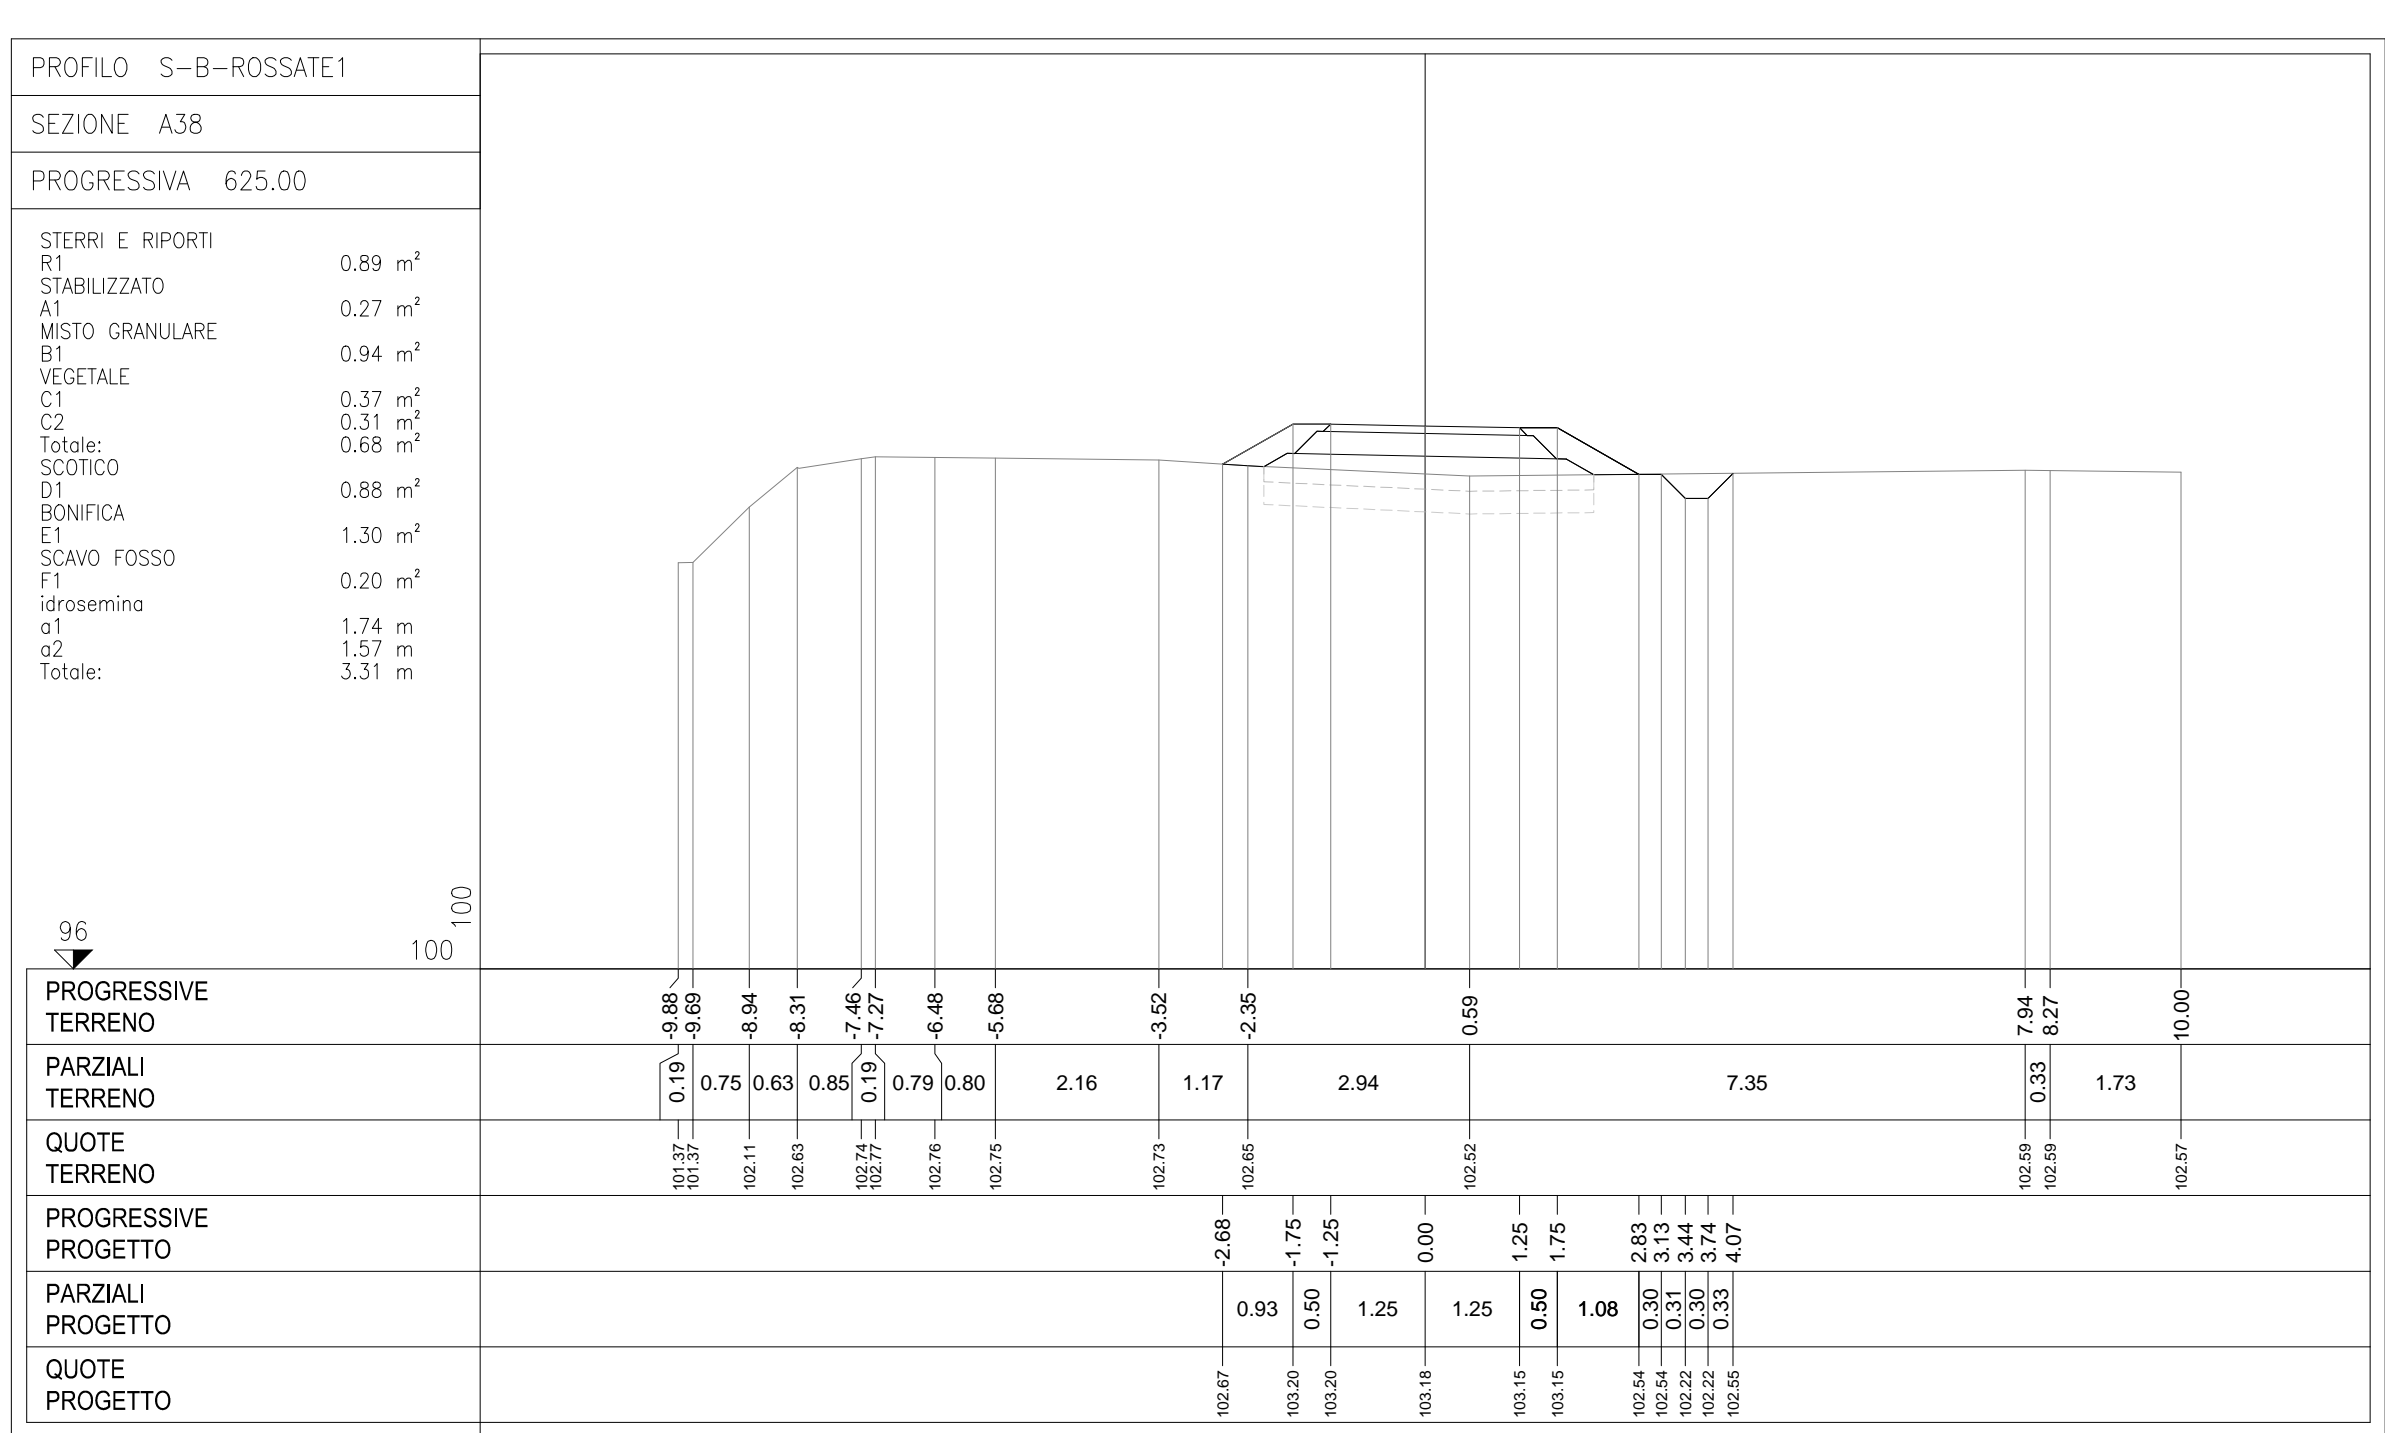 PROFILO S-B-ROSSATE1
SEZIONE A38
PROGRESSIVA 625.00
STERRI E RIPORTI
R1 0.89 m²
STABILIZZATO
A1 0.27 m²
MISTO GRANULARE
B1 0.94 m²
VEGETALE
C1 0.37 m²
C2 0.31 m²
Totale: 0.68 m²
SCOTICO
D1 0.88 m²
BONIFICA
E1 1.30 m²
SCAVO FOSSO
F1 0.20 m²
idrosemina
a1 1.74 m
a2 1.57 m
Totale: 3.31 m
100
96
100
PROGRESSIVE
TERRENO
-9.88 -9.69 -8.94 -8.31 -7.46 -7.27 -6.48 -5.68 -3.52 -2.35 0.59 7.94 8.27 10.00
PARZIALI
TERRENO
0.19 0.75 0.63 0.85 0.19 0.79 0.80 2.16 1.17 2.94 7.35 0.33 1.73
QUOTE
TERRENO
101.37 101.37 102.11 102.63 102.74 102.77 102.76 102.75 102.73 102.65 102.52 102.59 102.59 102.57
PROGRESSIVE
PROGETTO
-2.68 -1.75 -1.25 0.00 1.25 1.75 2.83 3.13 3.44 3.74 4.07
PARZIALI
PROGETTO
0.93 0.50 1.25 1.25 0.50 1.08 0.30 0.31 0.30 0.33
QUOTE
PROGETTO
102.67 103.20 103.20 103.18 103.15 103.15 102.54 102.54 102.22 102.22 102.55